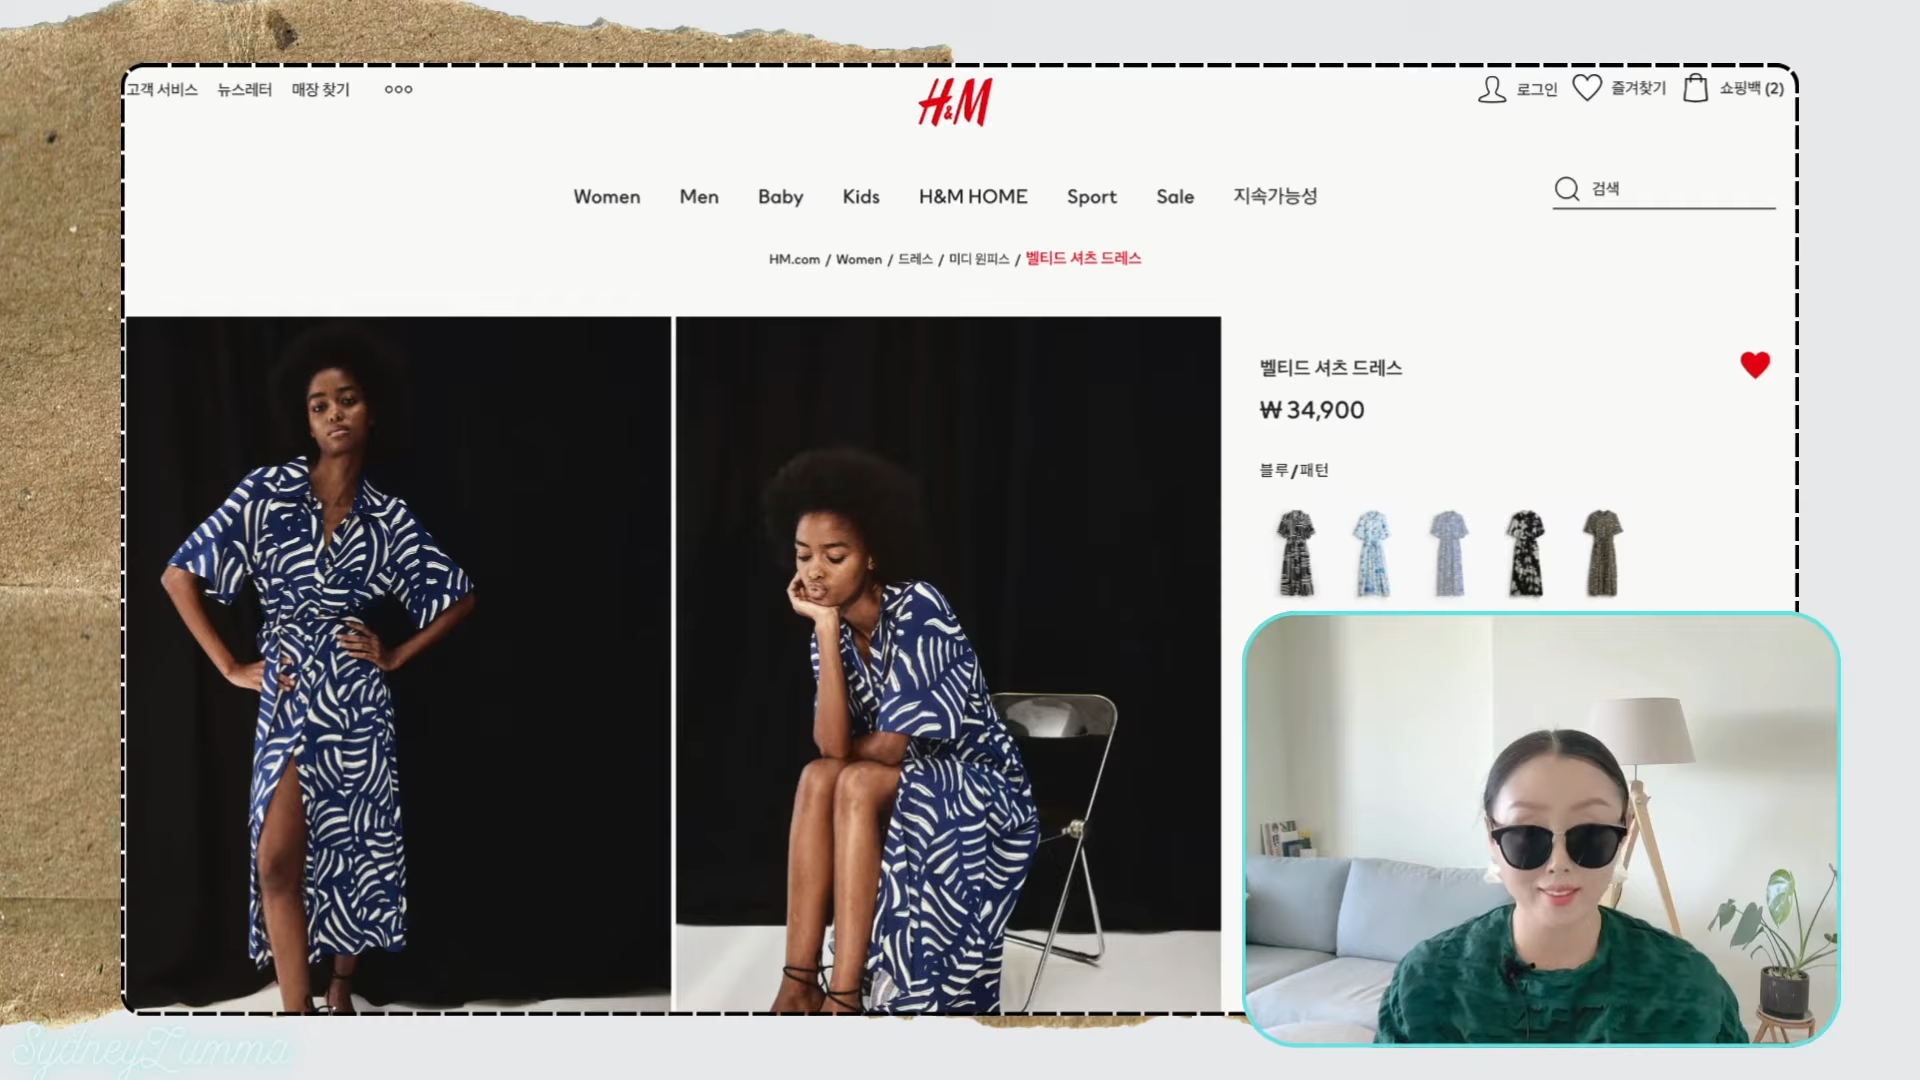 고객 서비스 뉴스레터 매장 찾기
H&M
로그인 즐겨찾기 쇼핑백 (2)
Women Men Baby Kids H&M HOME Sport Sale 지속가능성
검색
HM.com / Women / 드레스 / 미디 원피스 / 벨티드 셔츠 드레스
벨티드 셔츠 드레스
₩ 34,900
블루/패턴
SydneyZumma